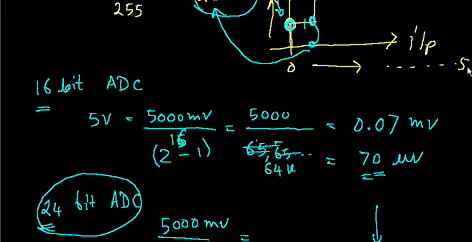 255
i/p
0 ...... 5
16 bit ADC
5V = 5000mv / (2^16 - 1) = 5000 / 64k = 0.07 mv
= 70 uv
24 bit ADC
5000 mv =